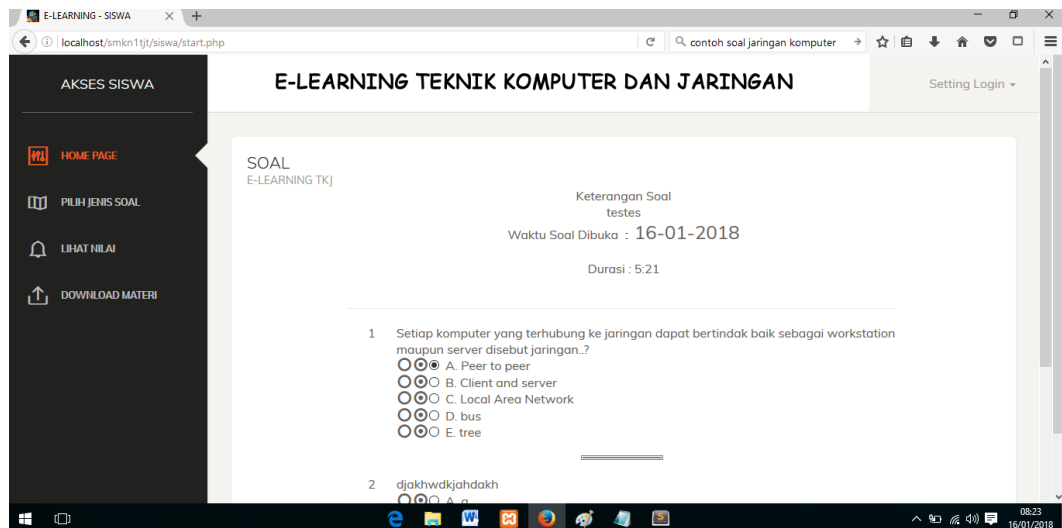 E-LEARNING - SISWA
localhost/smkn1tjt/siswa/start.php
contoh soal jaringan komputer
AKSES SISWA
E-LEARNING TEKNIK KOMPUTER DAN JARINGAN
Setting Login
HOME PAGE
PILIH JENIS SOAL
LIHAT NILAI
DOWNLOAD MATERI
SOAL
E-LEARNING TKJ
Keterangan Soal
testes
Waktu Soal Dibuka : 16-01-2018
Durasi : 5:21
1 Setiap komputer yang terhubung ke jaringan dapat bertindak baik sebagai workstation
maupun server disebut jaringan..?
A. Peer to peer
B. Client and server
C. Local Area Network
D. bus
E. tree
2 djakhwdkjahdakh
A.
08:23
16/01/2018